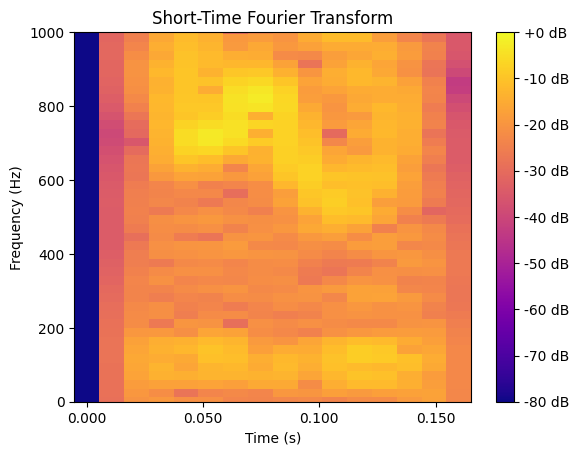 Short-Time Fourier Transform
1000
800
600
400
200
0
Frequency (Hz)
0.000
0.050
0.100
0.150
Time (s)
+0 dB
-10 dB
-20 dB
-30 dB
-40 dB
-50 dB
-60 dB
-70 dB
-80 dB